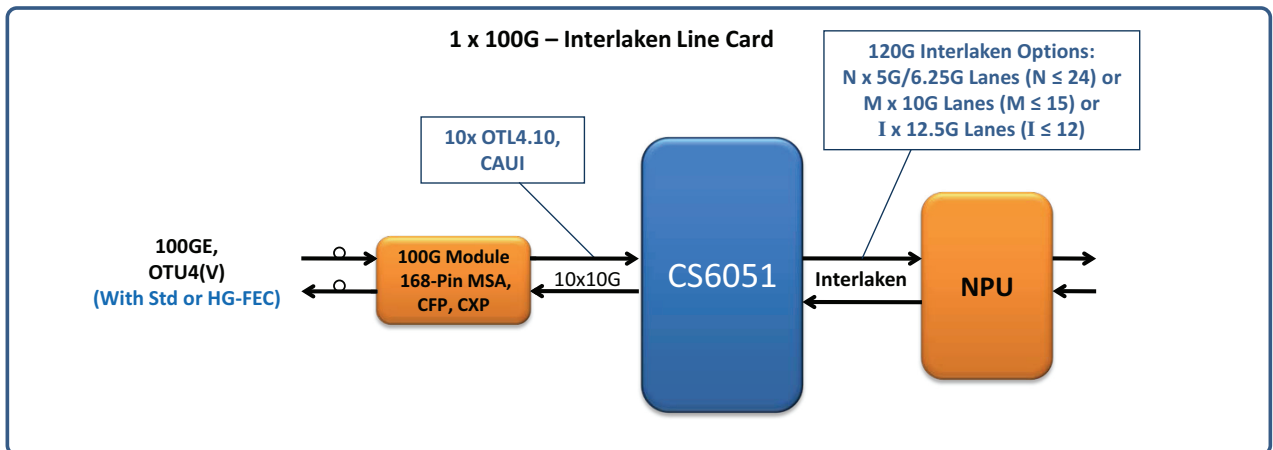 1 x 100G – Interlaken Line Card
120G Interlaken Options:
N x 5G/6.25G Lanes (N ≤ 24) or
M x 10G Lanes (M ≤ 15) or
I x 12.5G Lanes (I ≤ 12)
10x OTL4.10,
CAUI
100GE,
OTU4(V)
(With Std or HG-FEC)
100G Module
168-Pin MSA,
CFP, CXP
10x10G
CS6051
Interlaken
NPU